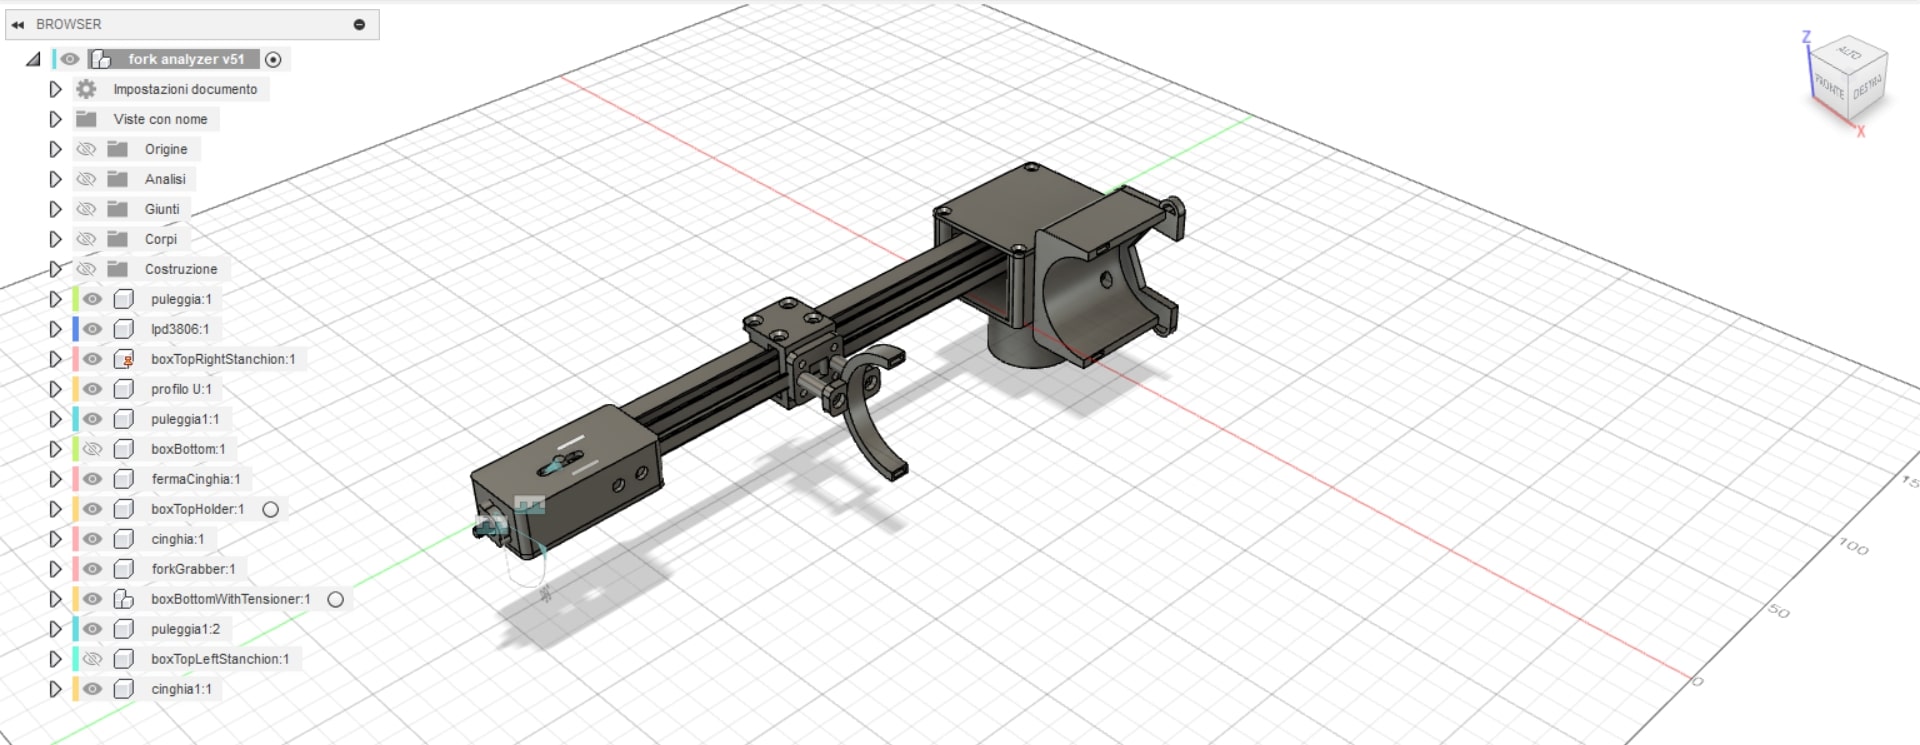 BROWSER
fork analyzer v51
Impostazioni documento
Viste con nome
Origine
Analisi
Giunti
Corpi
Costruzione
puleggia:1
lpd3806:1
boxTopRightStanchion:1
profilo U:1
puleggia1:1
boxBottom:1
fermaCinghia:1
boxTopHolder:1
cinghia:1
forkGrabber:1
boxBottomWithTensioner:1
puleggia1:2
boxTopLeftStanchion:1
cinghia1:1
Z
ALTO
FRONTE
DESTRA
X
15
100
50
0